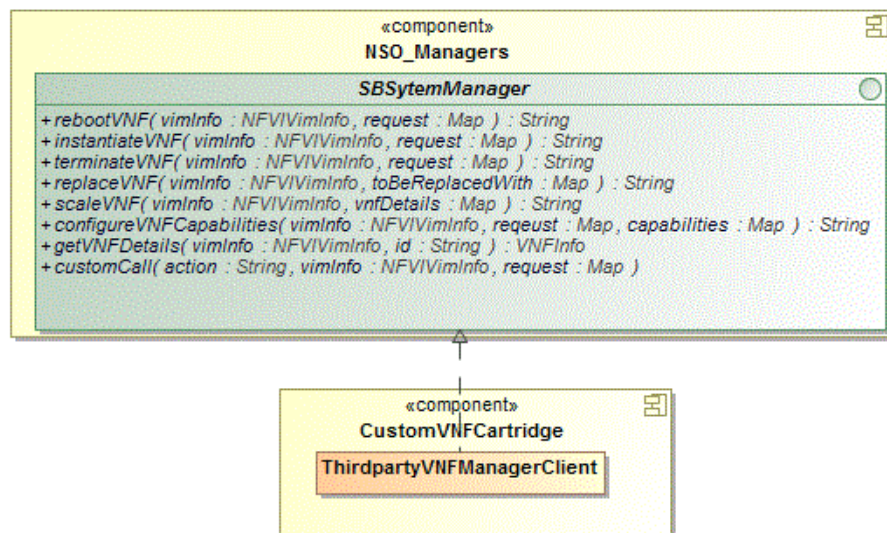 «component»
NSO_Managers
SBSytemManager
+ rebootVNF( vimInfo : NFVIVimInfo, request : Map ) : String
+ instantiateVNF( vimInfo : NFVIVimInfo, request : Map ) : String
+ terminateVNF( vimInfo : NFVIVimInfo, request : Map ) : String
+ replaceVNF( vimInfo : NFVIVimInfo, toBeReplacedWith : Map ) : String
+ scaleVNF( vimInfo : NFVIVimInfo, vnfDetails : Map ) : String
+ configureVNFCapabilities( vimInfo : NFVIVimInfo, reqeust : Map, capabilities : Map ) : String
+ getVNFDetails( vimInfo : NFVIVimInfo, id : String ) : VNFInfo
+ customCall( action : String, vimInfo : NFVIVimInfo, request : Map )
«component»
CustomVNFCartridge
ThirdpartyVNFManagerClient